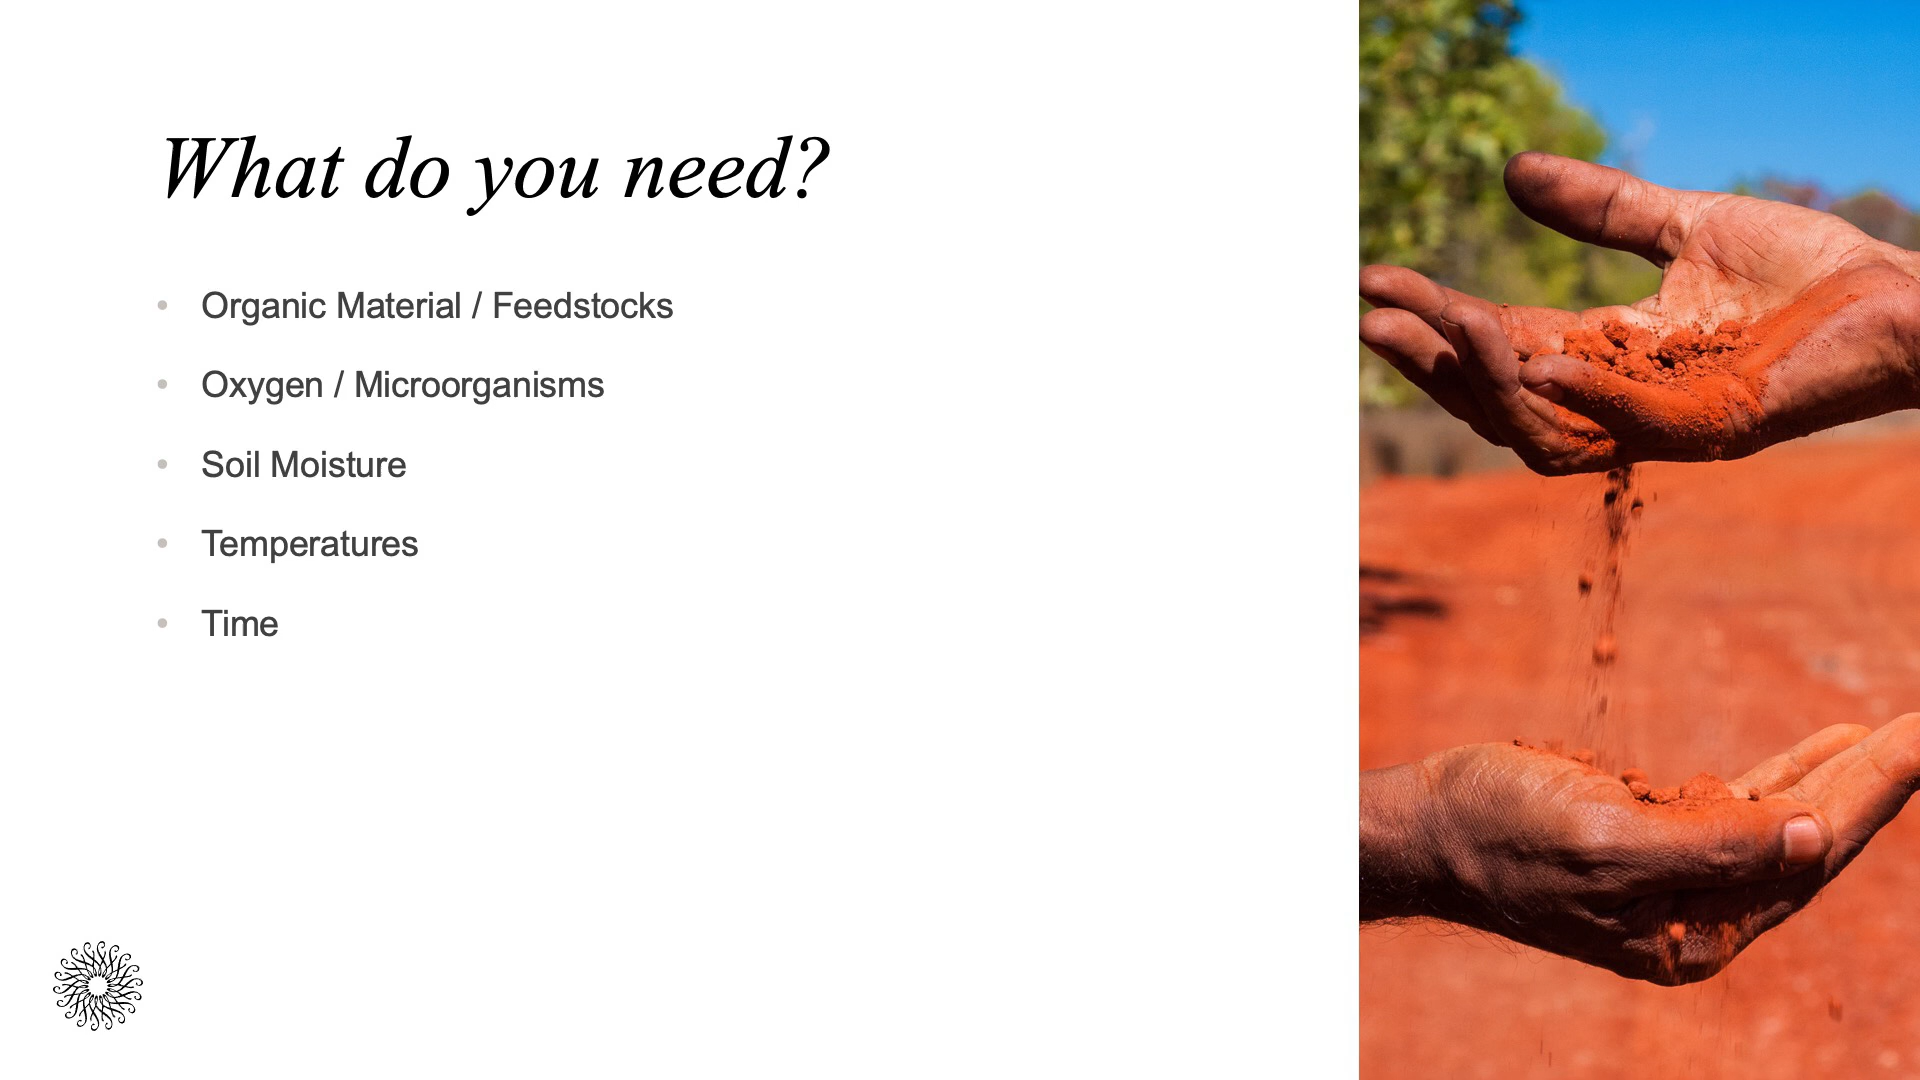 What do you need?
• Organic Material / Feedstocks
• Oxygen / Microorganisms
• Soil Moisture
• Temperatures
• Time